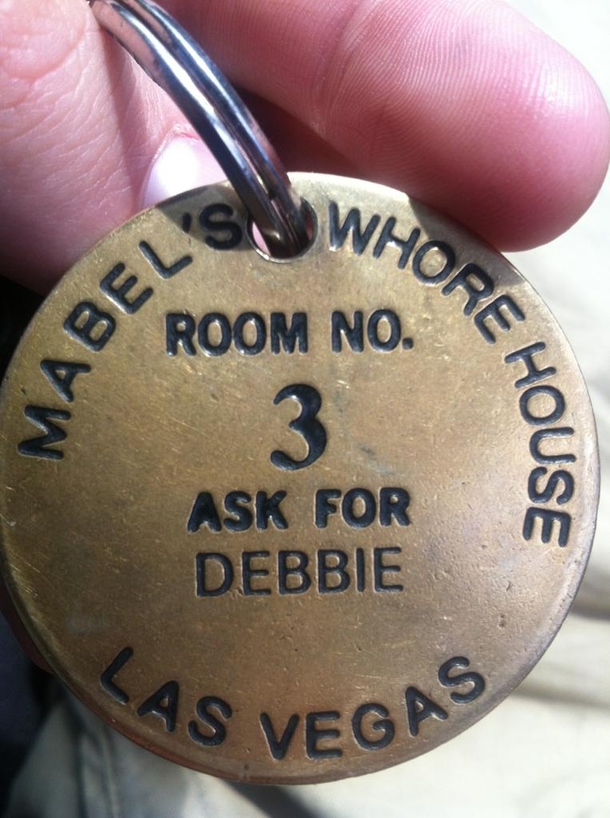 MABEL'S WHORE HOUSE
ROOM NO.
3
ASK FOR
DEBBIE
LAS VEGAS